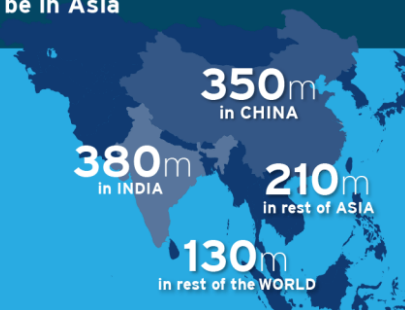 be in Asia
350m
in CHINA
380m
in INDIA
210m
in rest of ASIA
130m
in rest of the WORLD